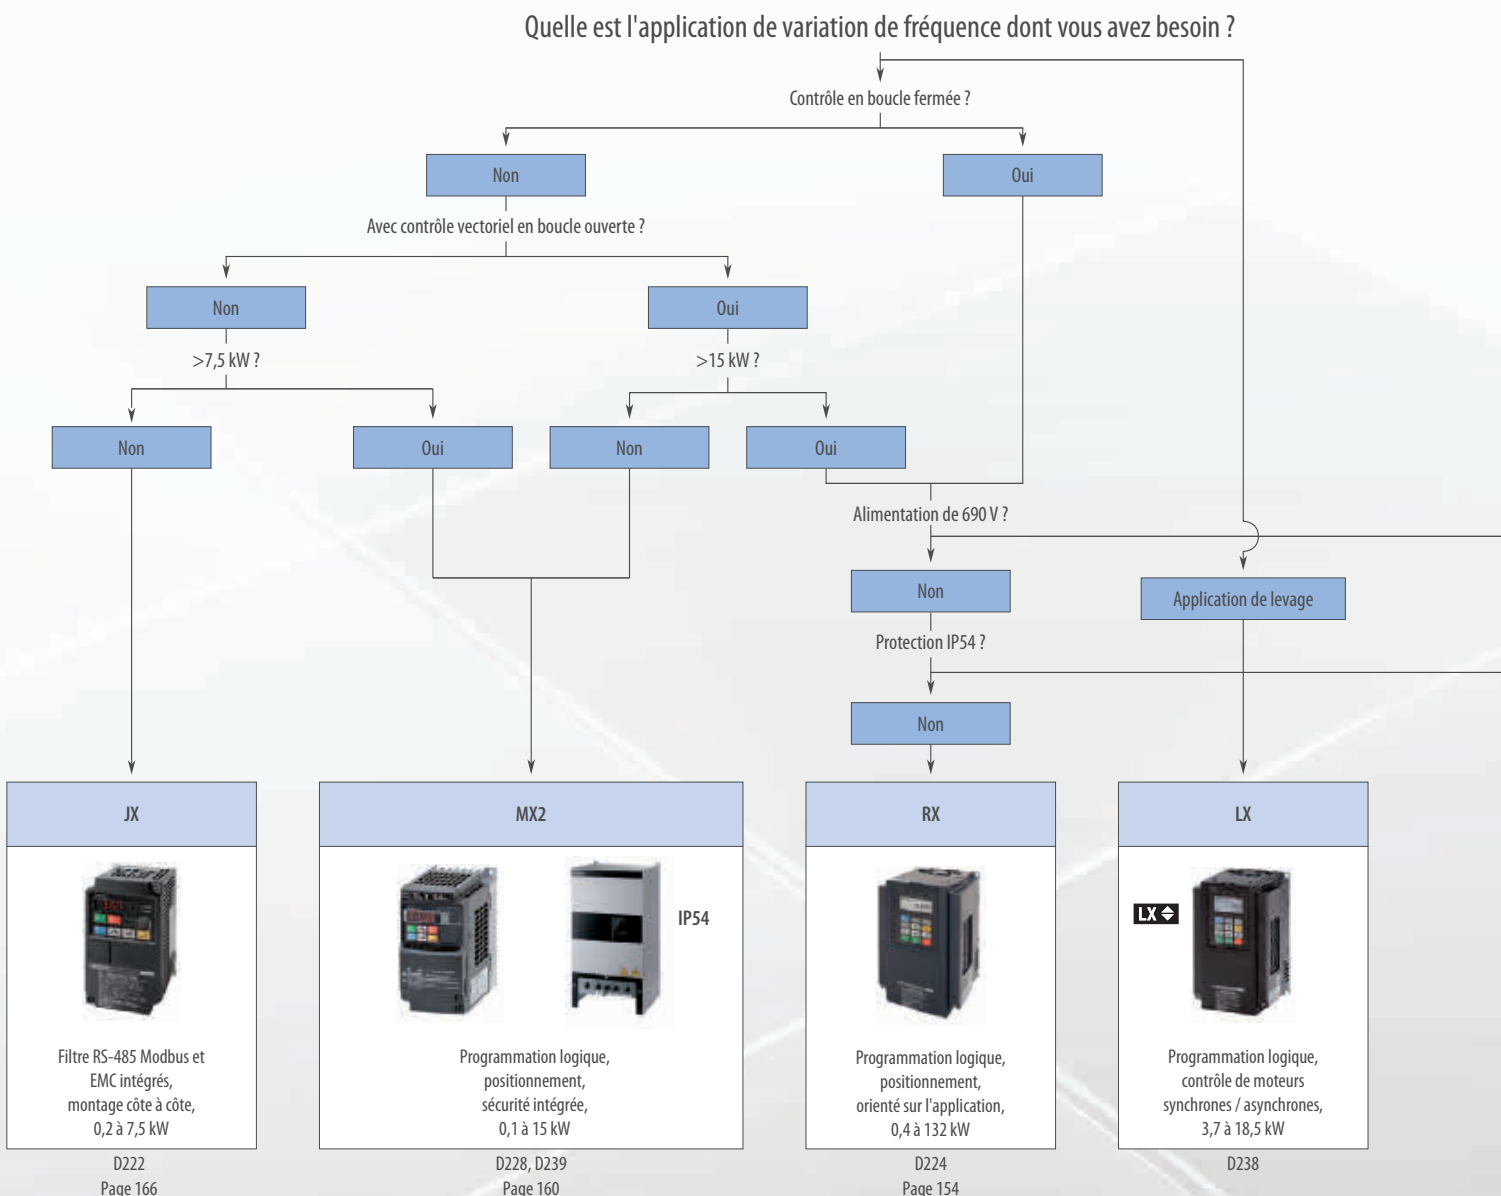 Quelle est l'application de variation de fréquence dont vous avez besoin ?
Contrôle en boucle fermée ?
Non
Oui
Avec contrôle vectoriel en boucle ouverte ?
Non
Oui
>7,5 kW ?
>15 kW ?
Non
Oui
Non
Oui
Alimentation de 690 V ?
Non
Application de levage
Protection IP54 ?
Non
JX
MX2
RX
LX
IP54
LX
Filtre RS-485 Modbus et
EMC intégrés,
montage côte à côte,
0,2 à 7,5 kW
Programmation logique,
positionnement,
sécurité intégrée,
0,1 à 15 kW
Programmation logique,
positionnement,
orienté sur l'application,
0,4 à 132 kW
Programmation logique,
contrôle de moteurs
synchrones / asynchrones,
3,7 à 18,5 kW
D222
Page 166
D228, D239
Page 160
D224
Page 154
D238